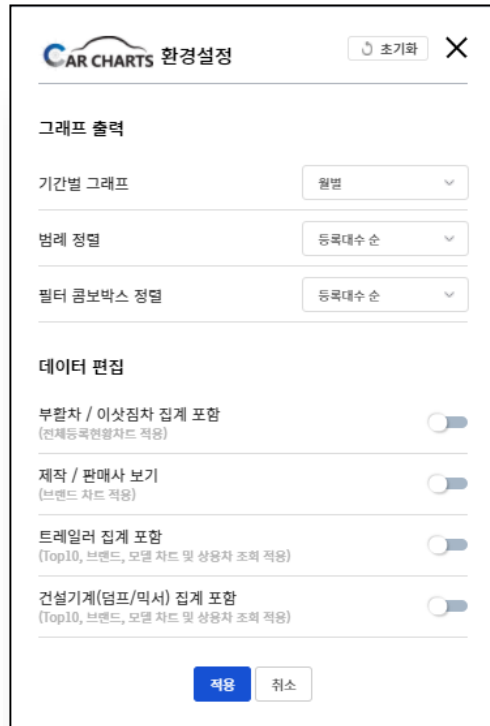 CAR CHARTS 환경설정
초기화
그래프 출력
기간별 그래프
월별
범례 정렬
등록대수 순
필터 콤보박스 정렬
등록대수 순
데이터 편집
부활차 / 이삿짐차 집계 포함
(전체등록현황차트 적용)
제작 / 판매사 보기
(브랜드 차트 적용)
트레일러 집계 포함
(Top10, 브랜드, 모델 차트 및 상용차 조회 적용)
건설기계(덤프/믹서) 집계 포함
(Top10, 브랜드, 모델 차트 및 상용차 조회 적용)
적용
취소